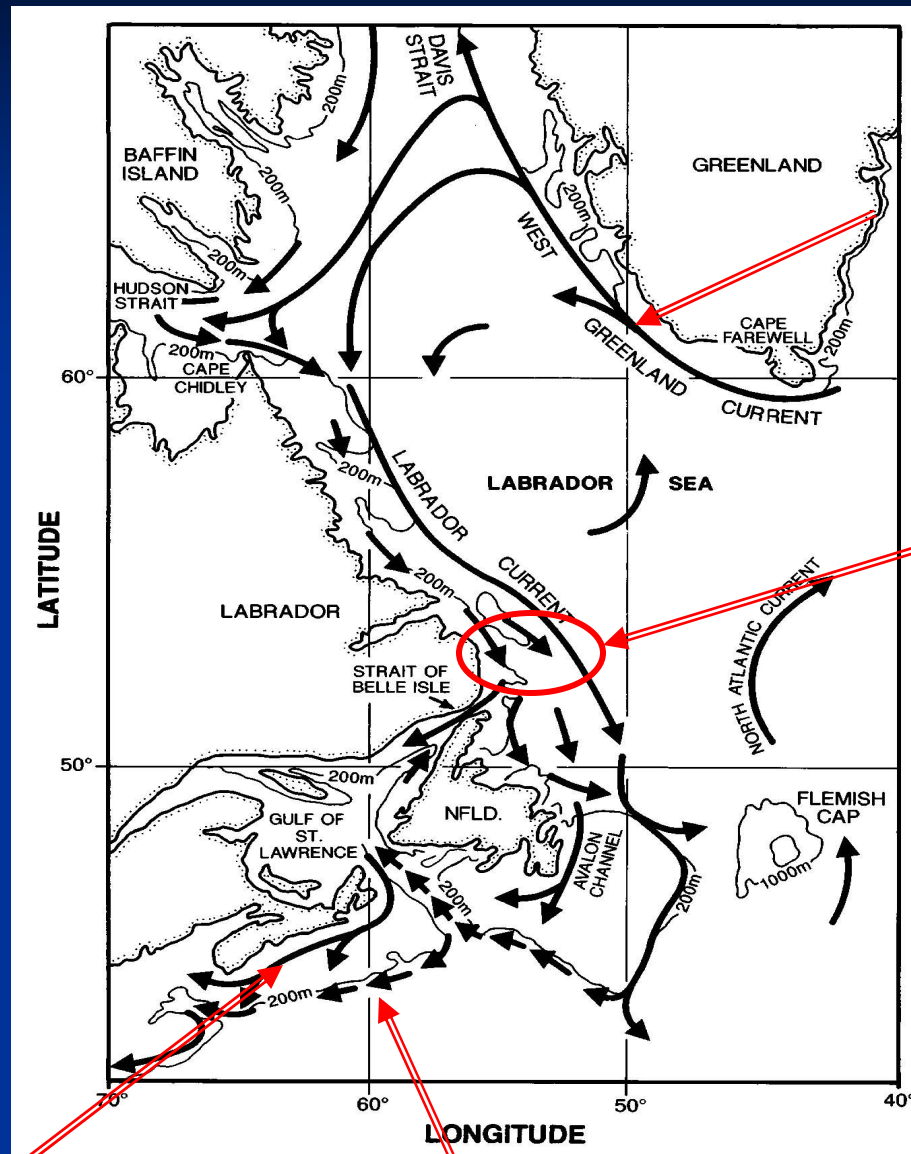 DAVIS
STRAIT
200m
BAFFIN
ISLAND
GREENLAND
200m
200m
200m
WEST
HUDSON
STRAIT
200m
CAPE
CHIDLEY
CAPE
FAREWELL
200m
GREENLAND
CURRENT
60°
200m
LABRADOR
CURRENT
LABRADOR SEA
200m
LABRADOR
NORTH ATLANTIC CURRENT
STRAIT OF
BELLE ISLE
50°
200m
GULF OF
ST.
LAWRENCE
NFLD.
AVALON
CHANNEL
FLEMISH
CAP
1000m
200m
200m
200m
70°
60°
50°
40°
LATITUDE
LONGITUDE